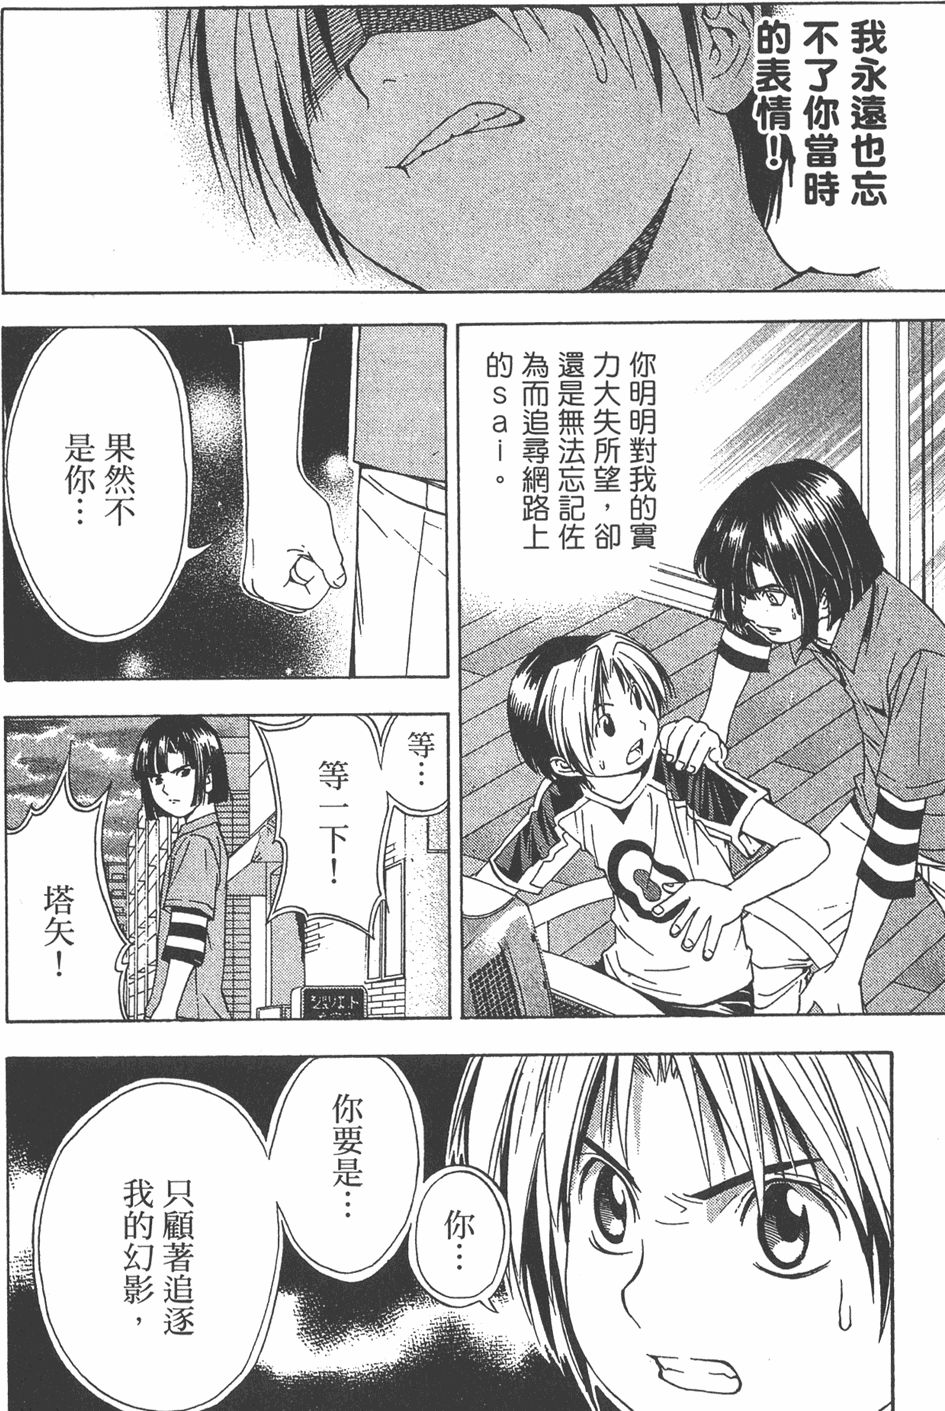 我永遠也忘
不了你當時
的表情！
你明明對我的實
力大失所望，卻
還是無法忘記佐
為而追尋網路上
的sai。
果然不
是你…
等…
等一下！
塔矢！
你…
你要是…
只顧著追逐
我的幻影，